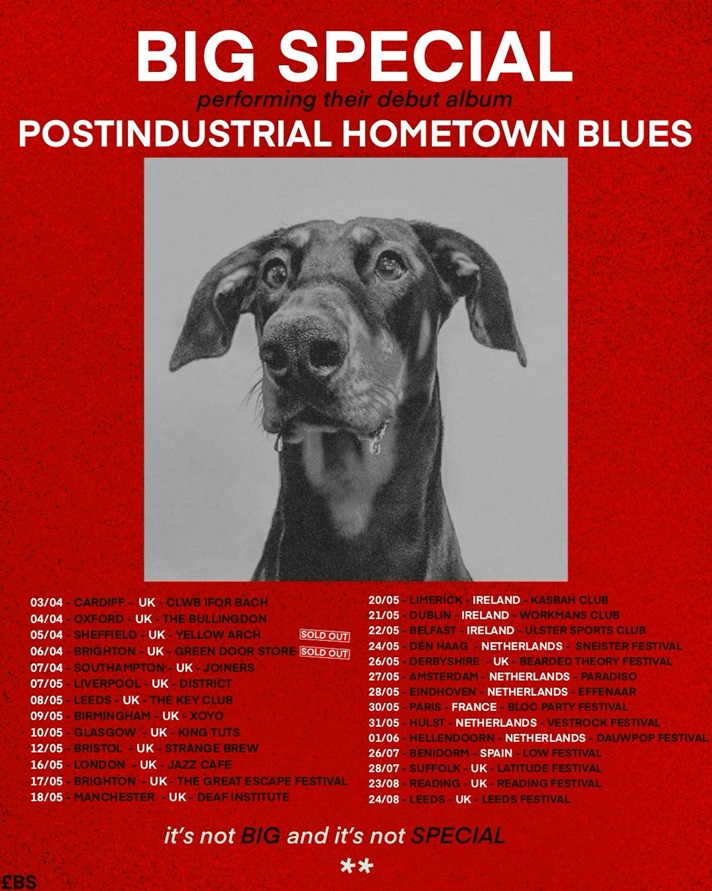 BIG SPECIAL
performing their debut album
POSTINDUSTRIAL HOMETOWN BLUES
03/04 - CARDIFF - UK - CLWB IFOR BACH
04/04 - OXFORD - UK - THE BULLINGDON
05/04 - SHEFFIELD - UK - YELLOW ARCH SOLD OUT
06/04 - BRIGHTON - UK - GREEN DOOR STORE SOLD OUT
07/04 - SOUTHAMPTON - UK - JOINERS
07/05 - LIVERPOOL - UK - DISTRICT
08/05 - LEEDS - UK - THE KEY CLUB
09/05 - BIRMINGHAM - UK - XOYO
10/05 - GLASGOW - UK - KING TUTS
12/05 - BRISTOL - UK - STRANGE BREW
16/05 - LONDON - UK - JAZZ CAFE
17/05 - BRIGHTON - UK - THE GREAT ESCAPE FESTIVAL
18/05 - MANCHESTER - UK - DEAF INSTITUTE
20/05 - LIMERICK - IRELAND - KASBAH CLUB
21/05 - DUBLIN - IRELAND - WORKMANS CLUB
22/05 - BELFAST - IRELAND - ULSTER SPORTS CLUB
24/05 - DEN HAAG - NETHERLANDS - SNEISTER FESTIVAL
26/05 - DERBYSHIRE - UK - BEARDED THEORY FESTIVAL
27/05 - AMSTERDAM - NETHERLANDS - PARADISO
28/05 - EINDHOVEN - NETHERLANDS - EFFENAAR
30/05 - PARIS - FRANCE - BLOC PARTY FESTIVAL
31/05 - HULST - NETHERLANDS - VESTROCK FESTIVAL
01/06 - HELLENDOORN - NETHERLANDS - DAUWPOP FESTIVAL
26/07 - BENIDORM - SPAIN - LOW FESTIVAL
28/07 - SUFFOLK - UK - LATITUDE FESTIVAL
23/08 - READING - UK - READING FESTIVAL
24/08 - LEEDS - UK - LEEDS FESTIVAL
it's not BIG and it's not SPECIAL
**
£BS